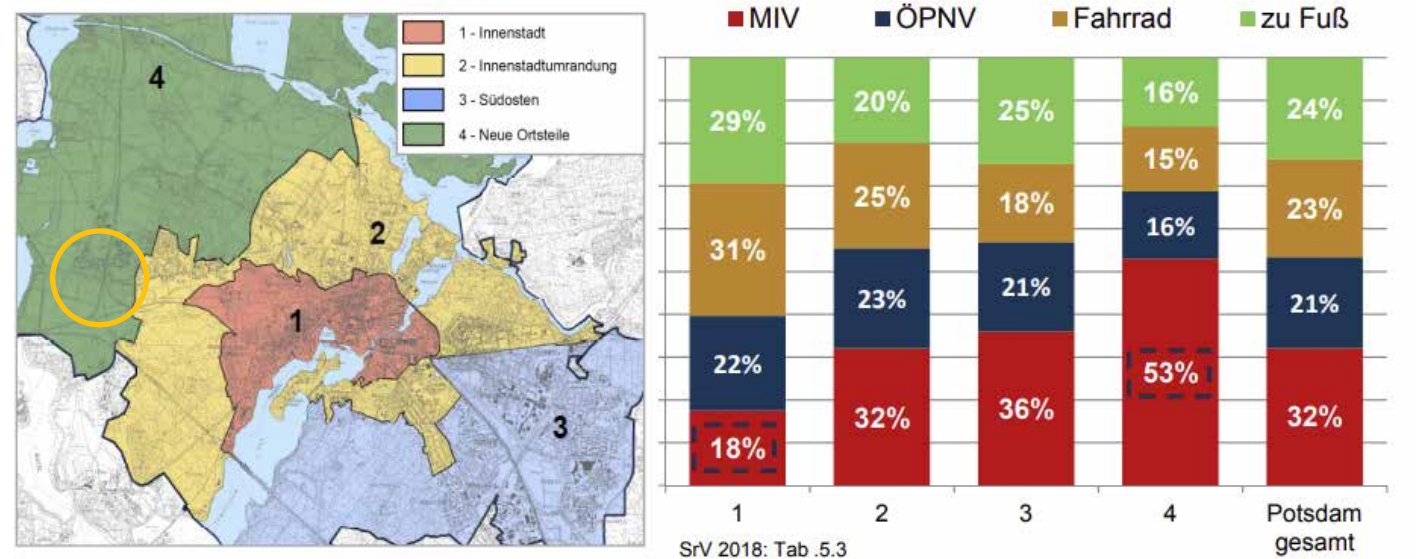 1 - Innenstadt
2 - Innenstadtumrandung
3 - Südosten
4 - Neue Ortsteile
4
2
1
3
MIV ÖPNV Fahrrad zu Fuß
29% 20% 25% 16% 24%
31% 25% 18% 15% 23%
22% 23% 21% 16% 21%
18% 32% 36% 53% 32%
1 2 3 4 Potsdam
gesamt
SrV 2018: Tab .5.3